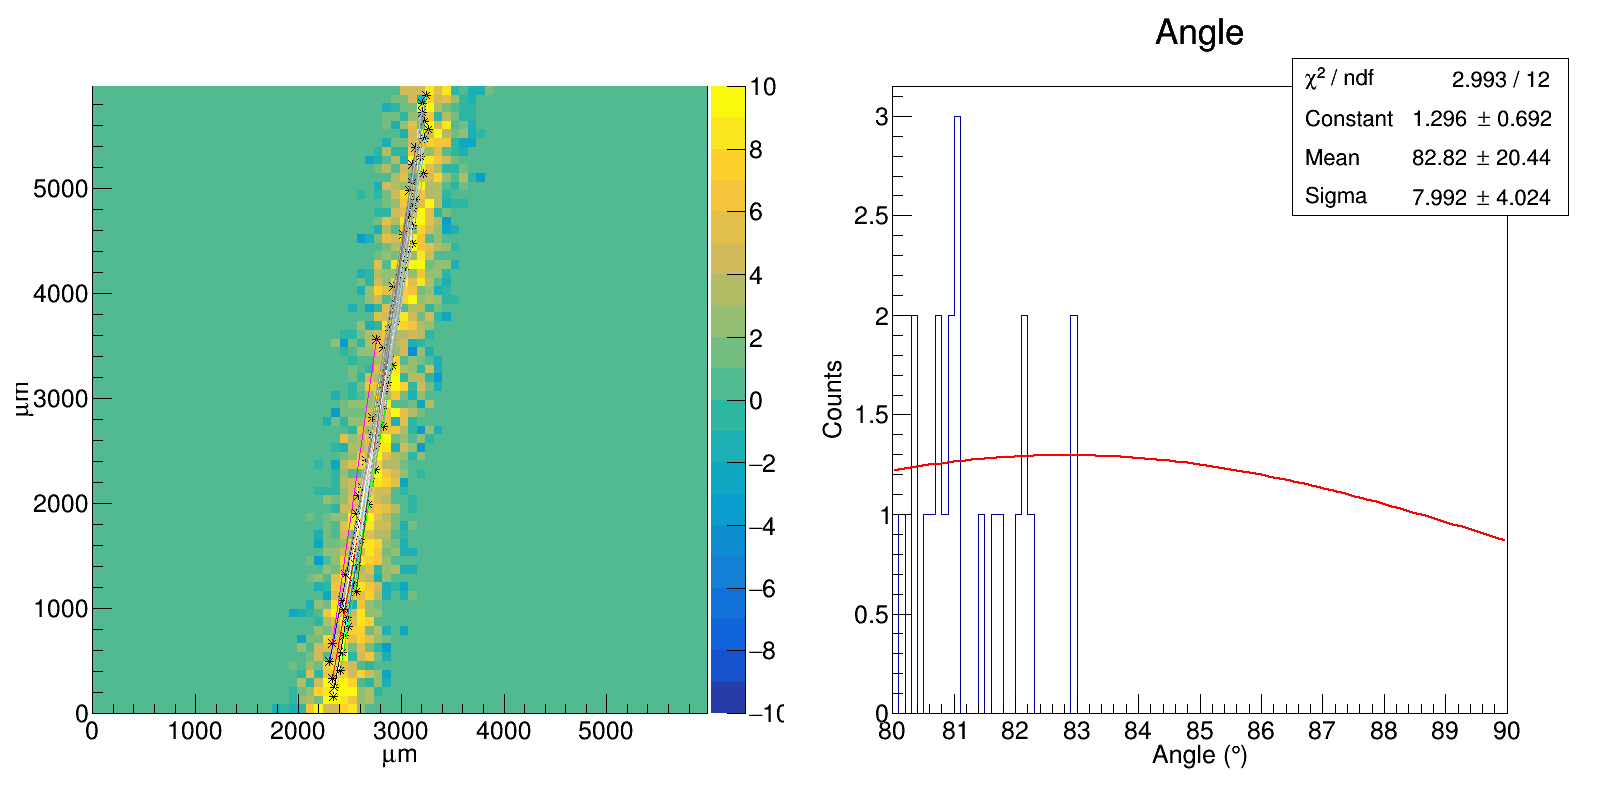 Angle
χ² / ndf 2.993 / 12
Constant 1.296 ± 0.692
Mean 82.82 ± 20.44
Sigma 7.992 ± 4.024
μm
5000
4000
3000
2000
1000
0
0 1000 2000 3000 4000 5000
μm
10
8
6
4
2
0
−2
−4
−6
−8
−10
Counts
3
2.5
2
1.5
1
0.5
0
80 81 82 83 84 85 86 87 88 89 90
Angle (°)